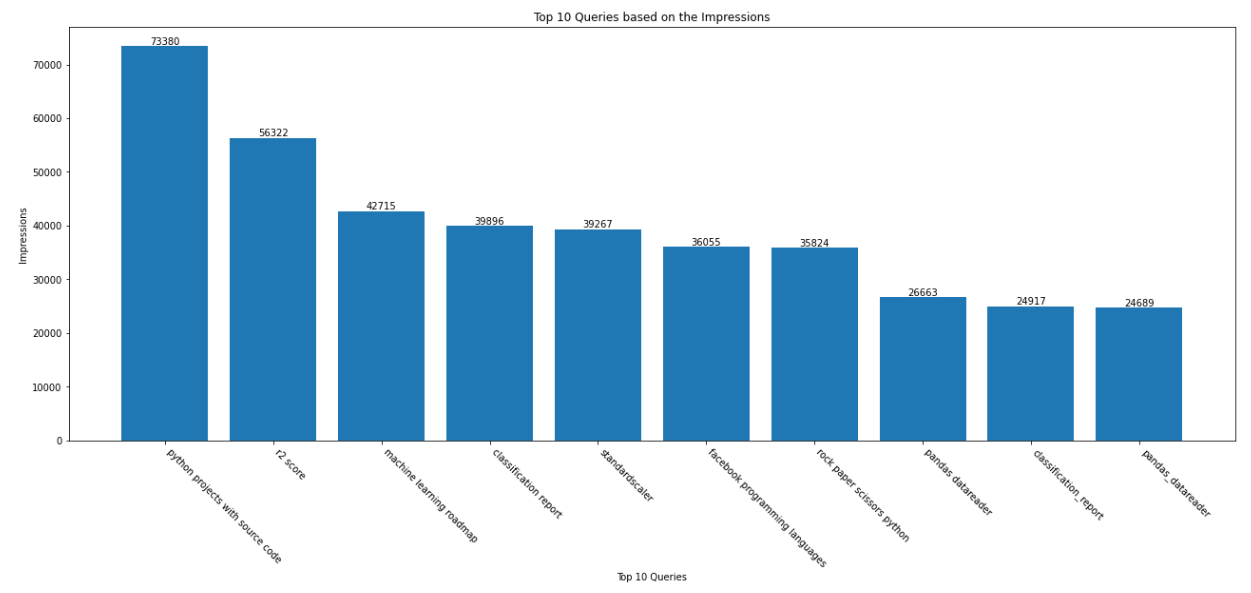 Top 10 Queries based on the Impressions
Impressions
70000
60000
50000
40000
30000
20000
10000
0
73380
56322
42715
39896
39267
36055
35824
26663
24917
24689
python projects with source code
r2 score
machine learning roadmap
classification report
standardscaler
facebook programming languages
rock paper scissors python
pandas datareader
classification_report
pandas_datareader
Top 10 Queries